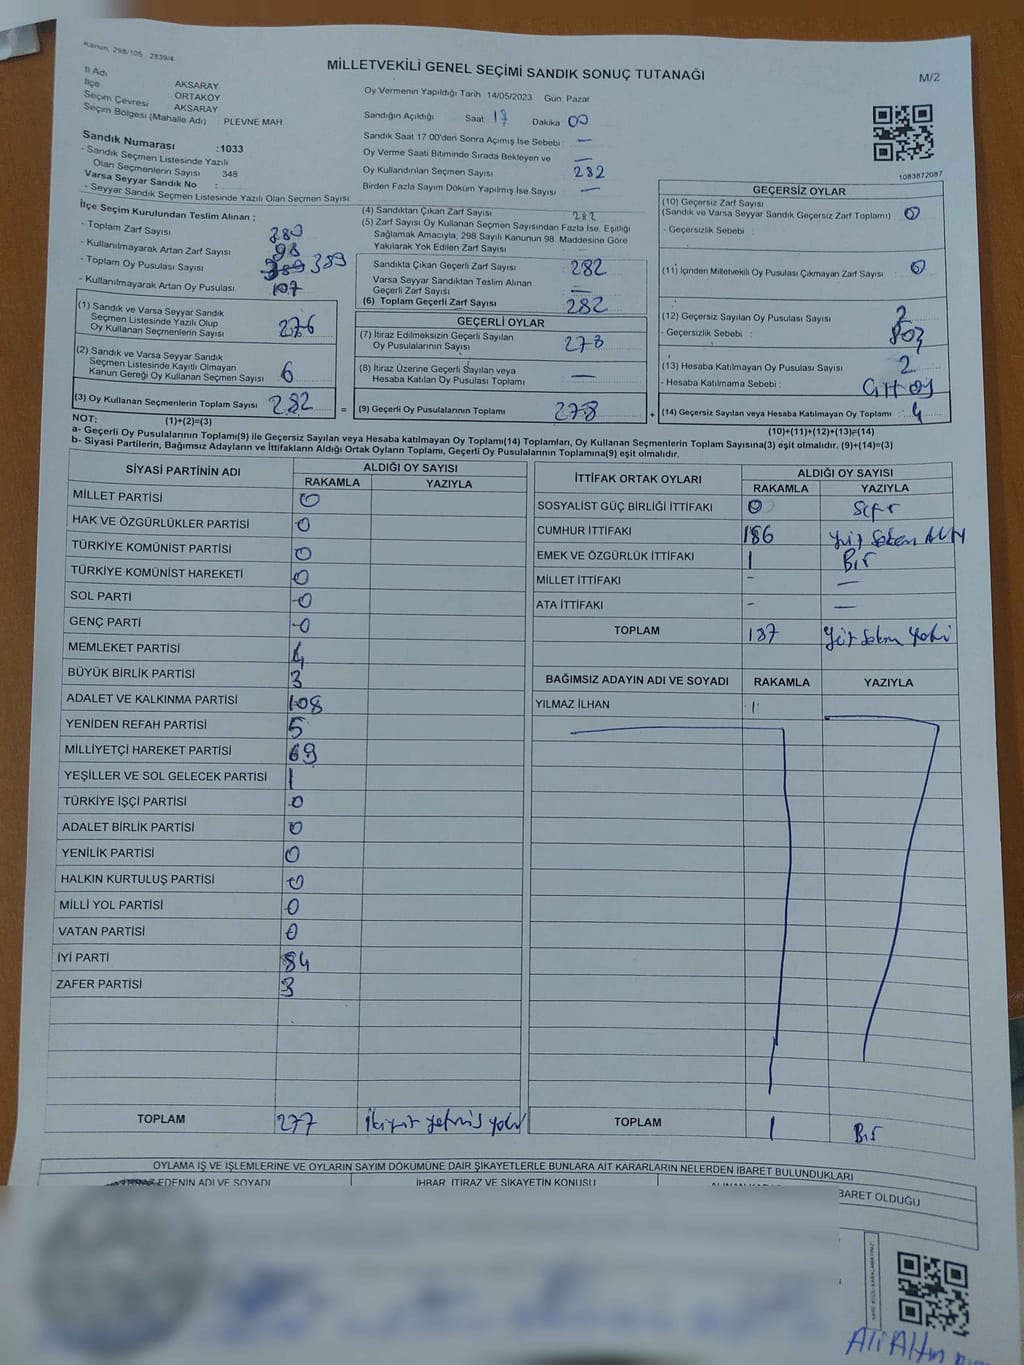 Kanun, 298/105 2839/4
MİLLETVEKİLİ GENEL SEÇİMİ SANDIK SONUÇ TUTANAĞI
M/2
İl Adı : AKSARAY
İlçe : ORTAKÖY
Seçim Çevresi : AKSARAY
Seçim Bölgesi (Mahalle Adı) PLEVNE MAH.
Sandık Numarası :1033
- Sandık Seçmen Listesinde Yazılı
Olan Seçmenlerin Sayısı : 348
Varsa Seyyar Sandık No :
- Seyyar Sandık Seçmen Listesinde Yazılı Olan Seçmen Sayısı:
Oy Vermenin Yapıldığı Tarih 14/05/2023 Gün: Pazar
Sandığın Açıldığı Saat 17 Dakika 00
Sandık Saat 17:00'den Sonra Açımış İse Sebebi : —
Oy Verme Saati Bitiminde Sırada Bekleyen ve —
Oy Kullandırılan Seçmen Sayısı 282
Birden Fazla Sayım Döküm Yapılmış İse Sayısı —
1083872087
İlçe Seçim Kurulundan Teslim Alınan ;
- Toplam Zarf Sayısı 380
- Kullanılmayarak Artan Zarf Sayısı 98
- Toplam Oy Pusulası Sayısı 389
- Kullanılmayarak Artan Oy Pusulası 107
(1) Sandık ve Varsa Seyyar Sandık
Seçmen Listesinde Yazılı Olup
Oy Kullanan Seçmenlerin Sayısı 276
(2) Sandık ve Varsa Seyyar Sandık
Seçmen Listesinde Kayıtlı Olmayan
Kanun Gereği Oy Kullanan Seçmen Sayısı 6
(3) Oy Kullanan Seçmenlerin Toplam Sayısı 282 =
(4) Sandıktan Çıkan Zarf Sayısı 282
(5) Zarf Sayısı Oy Kullanan Seçmen Sayısından Fazla İse, Eşitliği
Sağlamak Amacıyla, 298 Sayılı Kanunun 98. Maddesine Göre
Yakılarak Yok Edilen Zarf Sayısı —
Sandıkta Çıkan Geçerli Zarf Sayısı 282
Varsa Seyyar Sandıktan Teslim Alınan
Geçerli Zarf Sayısı —
(6) Toplam Geçerli Zarf Sayısı 282
GEÇERLİ OYLAR
(7) İtiraz Edilmeksizin Geçerli Sayılan
Oy Pusulalarının Sayısı 278
(8) İtiraz Üzerine Geçerli Sayılan veya
Hesaba Katılan Oy Pusulası Toplamı —
(9) Geçerli Oy Pusulalarının Toplamı 278 +
GEÇERSİZ OYLAR
(10) Geçersiz Zarf Sayısı
(Sandık ve Varsa Seyyar Sandık Geçersiz Zarf Toplamı) 0
- Geçersizlik Sebebi :
(11) İçinden Milletvekili Oy Pusulası Çıkmayan Zarf Sayısı 0
(12) Geçersiz Sayılan Oy Pusulası Sayısı : 2
- Geçersizlik Sebebi :
(13) Hesaba Katılmayan Oy Pusulası Sayısı : 2
- Hesaba Katılmama Sebebi : Çift oy
(14) Geçersiz Sayılan veya Hesaba Katılmayan Oy Toplamı : 4
NOT: (1)+(2)=(3)
(10)+(11)+(12)+(13)=(14)
a- Geçerli Oy Pusulalarının Toplamı(9) ile Geçersiz Sayılan veya Hesaba katılmayan Oy Toplamı(14) Toplamları, Oy Kullanan Seçmenlerin Toplam Sayısına(3) eşit olmalıdır. (9)+(14)=(3)
b- Siyasi Partilerin, Bağımsız Adayların ve İttifakların Aldığı Ortak Oyların Toplamı, Geçerli Oy Pusulalarının Toplamına(9) eşit olmalıdır.
SİYASİ PARTİNİN ADI ALDIĞI OY SAYISI
RAKAMLA YAZIYLA
MİLLET PARTİSİ 0
HAK VE ÖZGÜRLÜKLER PARTİSİ 0
TÜRKİYE KOMÜNİST PARTİSİ 0
TÜRKİYE KOMÜNİST HAREKETİ 0
SOL PARTİ 0
GENÇ PARTİ 0
MEMLEKET PARTİSİ 4
BÜYÜK BİRLİK PARTİSİ 3
ADALET VE KALKINMA PARTİSİ 108
YENİDEN REFAH PARTİSİ 5
MİLLİYETÇİ HAREKET PARTİSİ 69
YEŞİLLER VE SOL GELECEK PARTİSİ 1
TÜRKİYE İŞÇİ PARTİSİ 0
ADALET BİRLİK PARTİSİ 0
YENİLİK PARTİSİ 0
HALKIN KURTULUŞ PARTİSİ 0
MİLLİ YOL PARTİSİ 0
VATAN PARTİSİ 0
İYİ PARTİ 84
ZAFER PARTİSİ 3
TOPLAM 277 ikiyüz yetmiş yedi
İTTİFAK ORTAK OYLARI ALDIĞI OY SAYISI
RAKAMLA YAZIYLA
SOSYALİST GÜÇ BİRLİĞİ İTTİFAKI 0 Sıfır
CUMHUR İTTİFAKI 186 Yüz Seksen Altı
EMEK VE ÖZGÜRLÜK İTTİFAKI 1 Bir
MİLLET İTTİFAKI - —
ATA İTTİFAKI - —
TOPLAM 187 Yüz Seksen Yedi
BAĞIMSIZ ADAYIN ADI VE SOYADI RAKAMLA YAZIYLA
YILMAZ İLHAN 1
TOPLAM 1 Bir
OYLAMA İŞ VE İŞLEMLERİNE VE OYLARIN SAYIM DÖKÜMÜNE DAİR ŞİKAYETLERLE BUNLARA AİT KARARLARIN NELERDEN İBARET BULUNDUKLARI
EDENİN ADI VE SOYADI İHBAR, İTİRAZ VE ŞİKAYETİN KONUSU İBARET OLDUĞU
Ali Altın